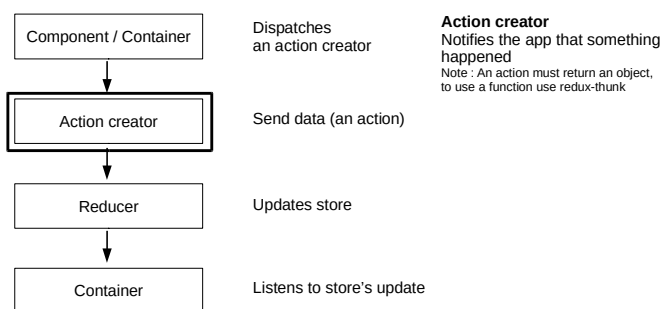 Component / Container
Dispatches
an action creator
Action creator
Notifies the app that something
happened
Note : An action must return an object,
to use a function use redux-thunk
Action creator
Send data (an action)
Reducer
Updates store
Container
Listens to store's update